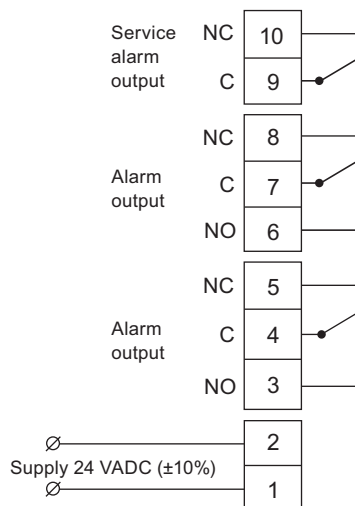 Service
alarm
output
NC 10
C 9
NC 8
Alarm
output
C 7
NO 6
NC 5
Alarm
output
C 4
NO 3
2
Supply 24 VADC (±10%)
1